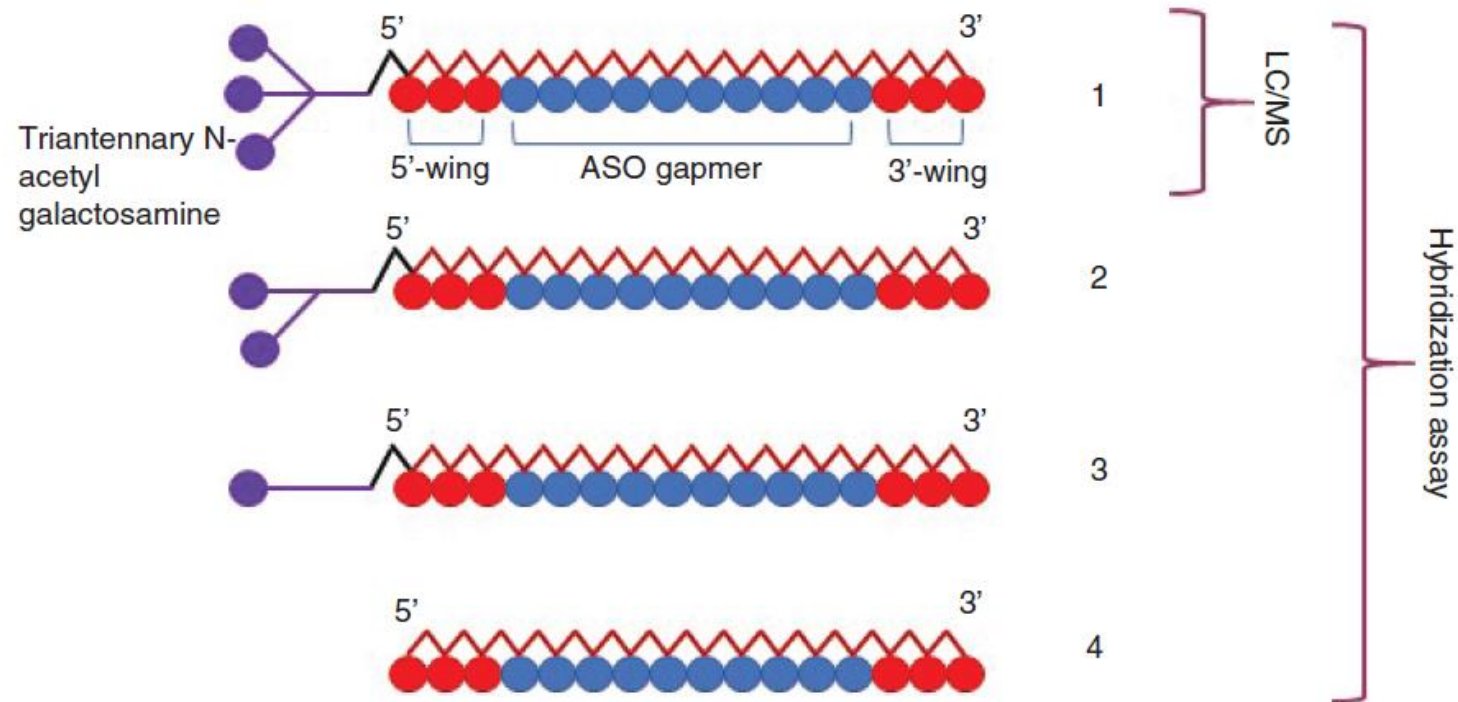 5’ 3’
1
LC/MS
Hybridization assay
Triantennary N-
acetyl
galactosamine
5’-wing ASO gapmer 3’-wing
5’ 3’
2
5’ 3’
3
5’ 3’
4